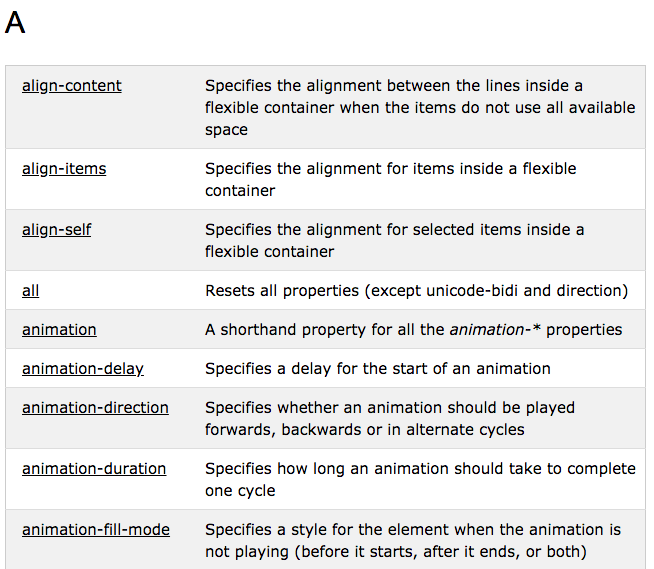 A
align-content
Specifies the alignment between the lines inside a
flexible container when the items do not use all available
space
align-items
Specifies the alignment for items inside a flexible
container
align-self
Specifies the alignment for selected items inside a
flexible container
all
Resets all properties (except unicode-bidi and direction)
animation
A shorthand property for all the animation-* properties
animation-delay
Specifies a delay for the start of an animation
animation-direction
Specifies whether an animation should be played
forwards, backwards or in alternate cycles
animation-duration
Specifies how long an animation should take to complete
one cycle
animation-fill-mode
Specifies a style for the element when the animation is
not playing (before it starts, after it ends, or both)